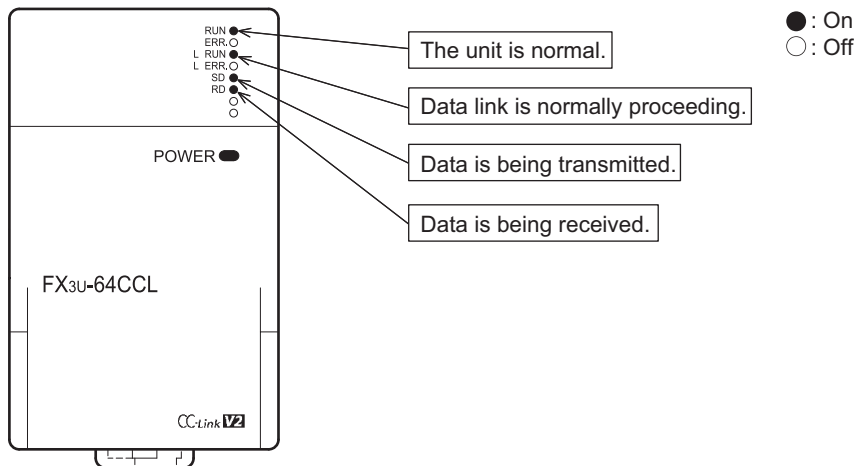 RUN
ERR.
L RUN
L ERR.
SD
RD
POWER
FX3U-64CCL
CC-Link V2
The unit is normal.
Data link is normally proceeding.
Data is being transmitted.
Data is being received.
: On
: Off